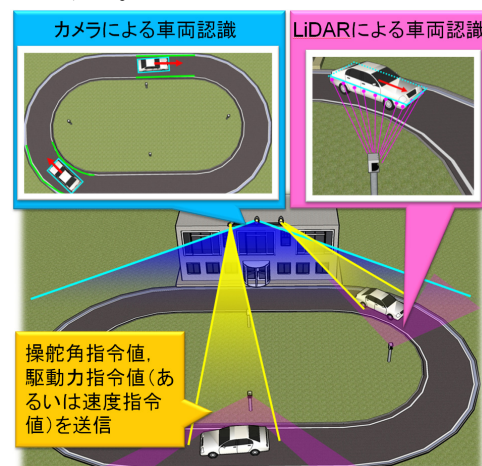 カメラによる車両認識
LiDARによる車両認識
操舵角指令値,
駆動力指令値(あ
るいは速度指令
値)を送信